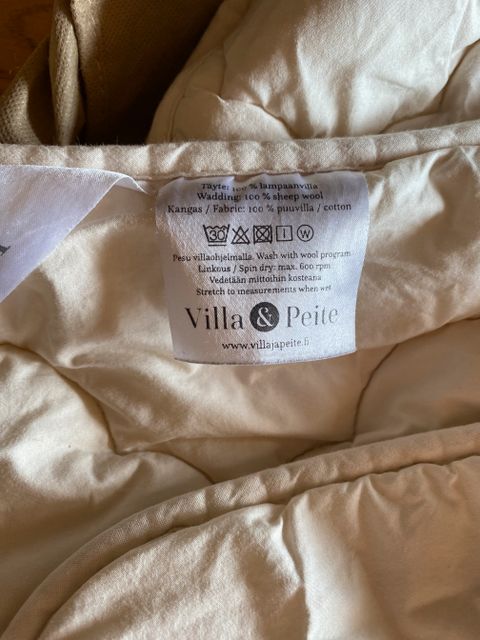 Täyte: 100 % lampaanvilla
Wadding: 100 % sheep wool
Kangas / Fabric: 100 % puuvilla / cotton
30 W
Pesu villaohjelmalla. Wash with wool program
Linkous / Spin dry: max. 600 rpm
Vedetään mittoihin kosteana
Stretch to measurements when wet
Villa & Peite
www.villajapeite.fi